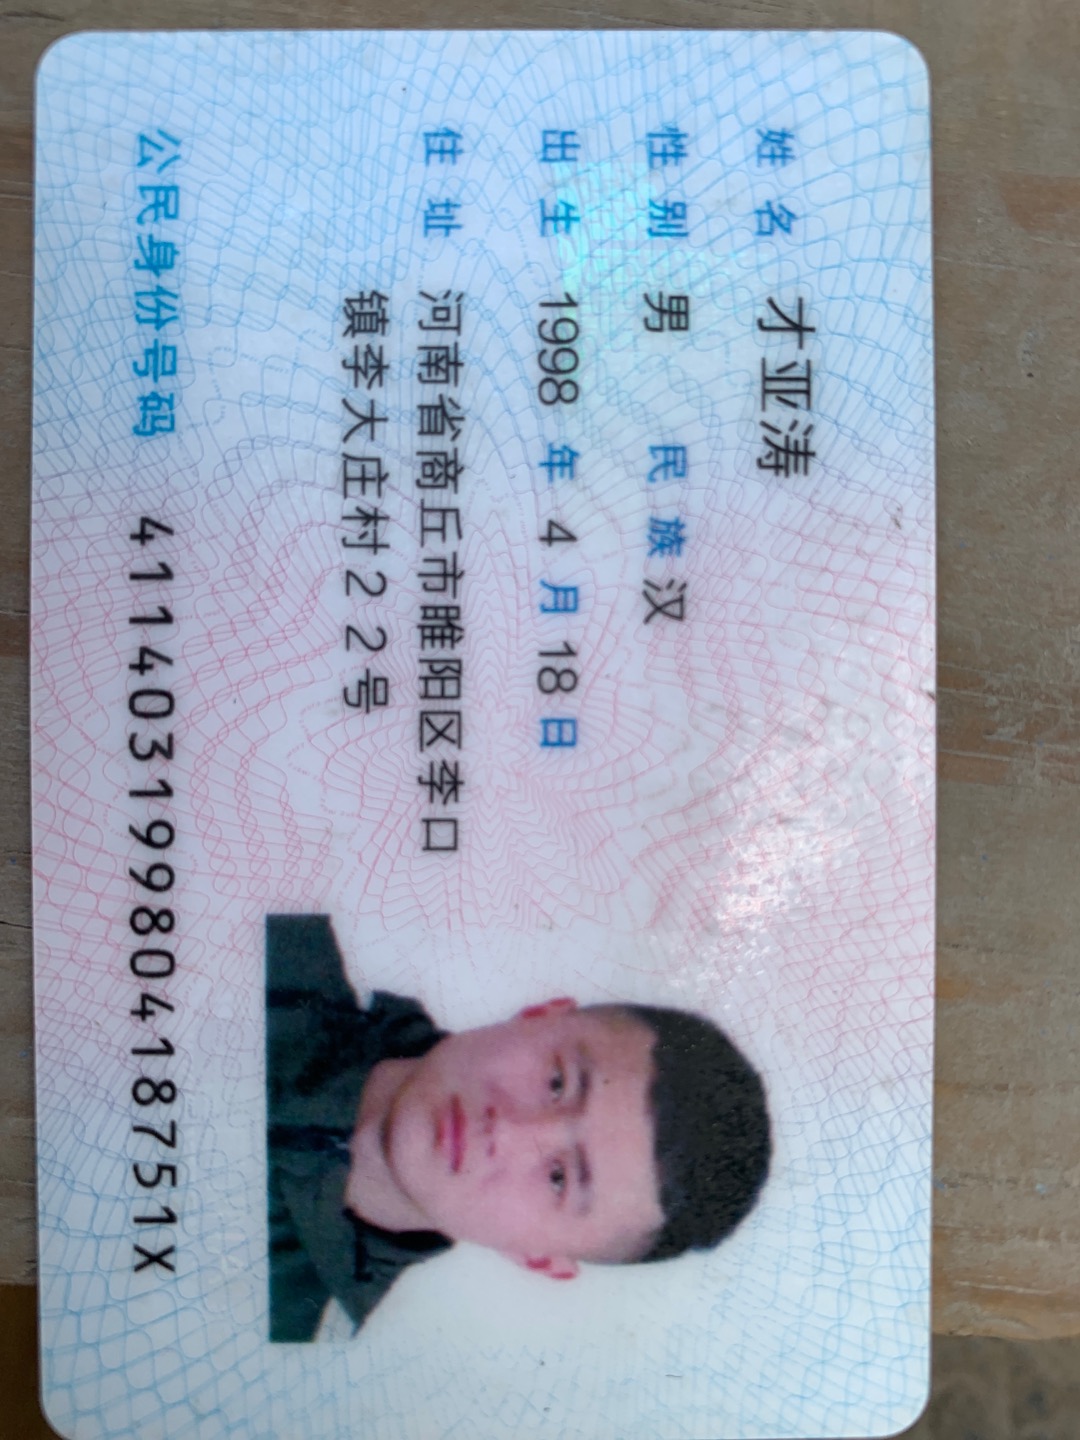 姓名 才亚涛
性别 男 民族 汉
出生 1998 年 4 月 18 日
住址 河南省商丘市睢阳区李口
镇李大庄村22号
公民身份号码 41140319980418751X